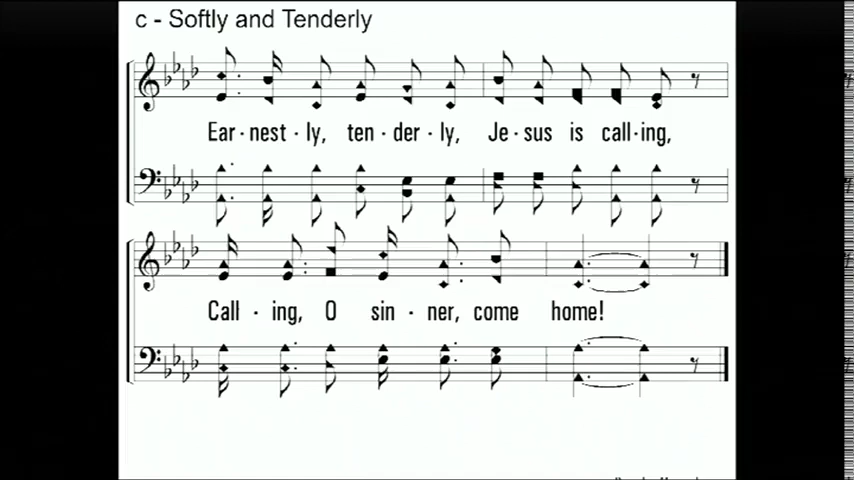 c - Softly and Tenderly
Ear · nest · ly, ten · der · ly, Je · sus is call · ing,
Call · ing, O sin · ner, come home!